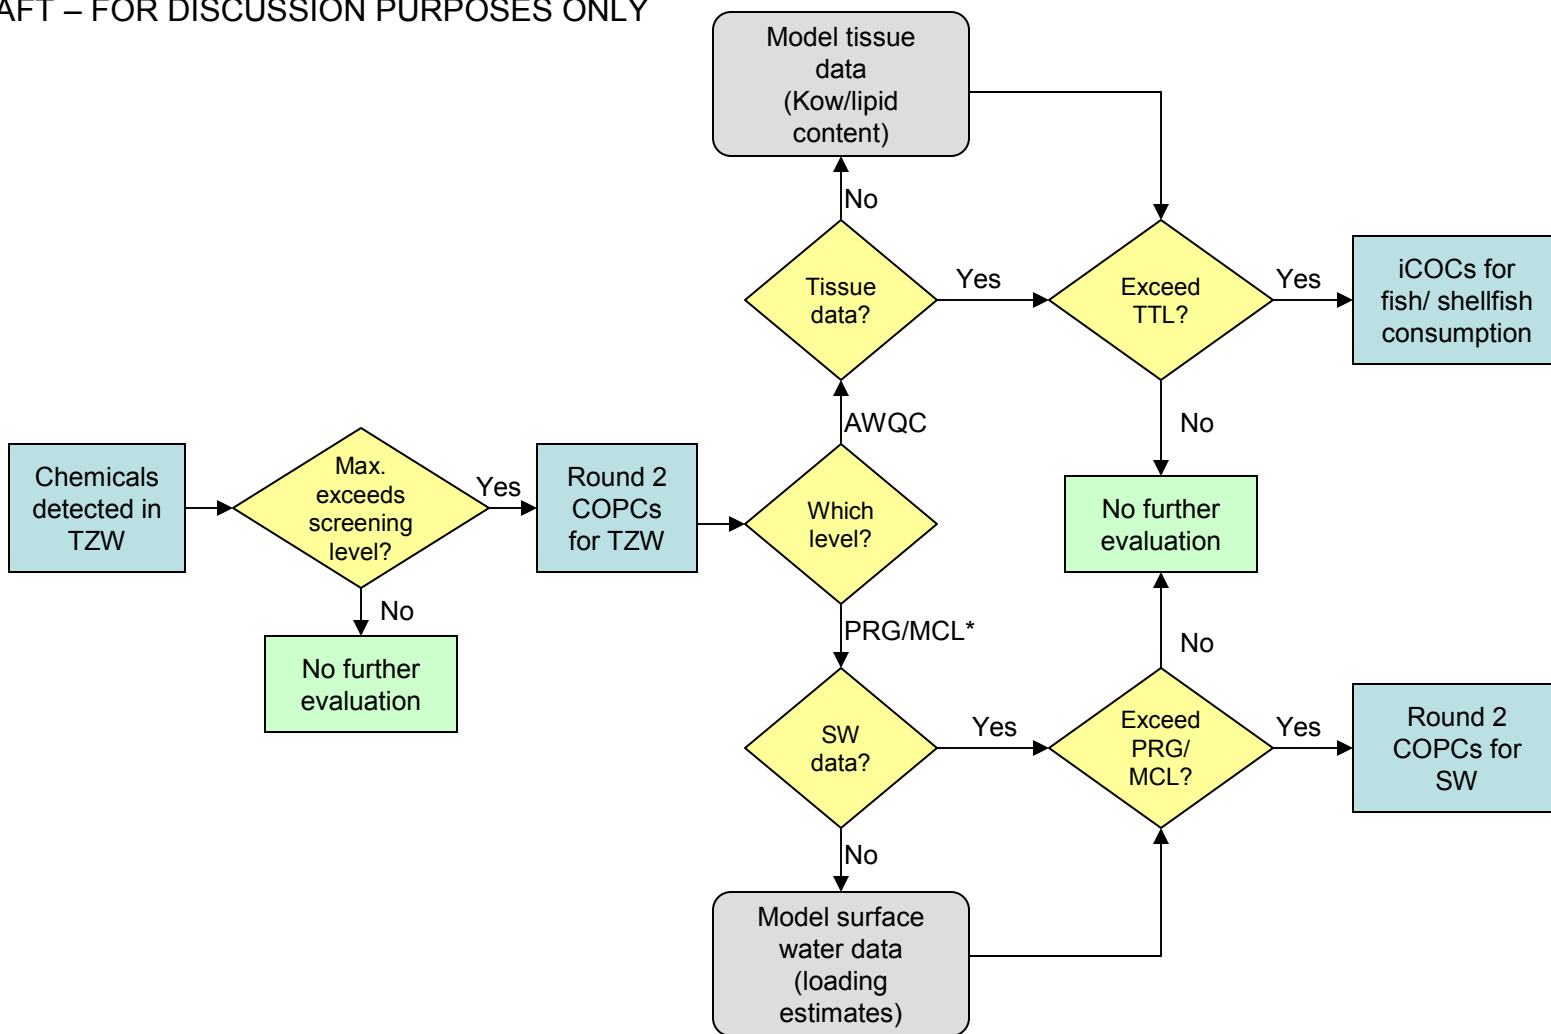 AFT – FOR DISCUSSION PURPOSES ONLY
Model tissue
data
(Kow/lipid
content)
No
Tissue
data?
Yes
Exceed
TTL?
Yes
iCOCs for
fish/ shellfish
consumption
AWQC
No
Chemicals
detected in
TZW
Max.
exceeds
screening
level?
Yes
Round 2
COPCs
for TZW
Which
level?
No further
evaluation
No
No further
evaluation
PRG/MCL*
No
SW
data?
Yes
Exceed
PRG/
MCL?
Yes
Round 2
COPCs for
SW
No
Model surface
water data
(loading
estimates)